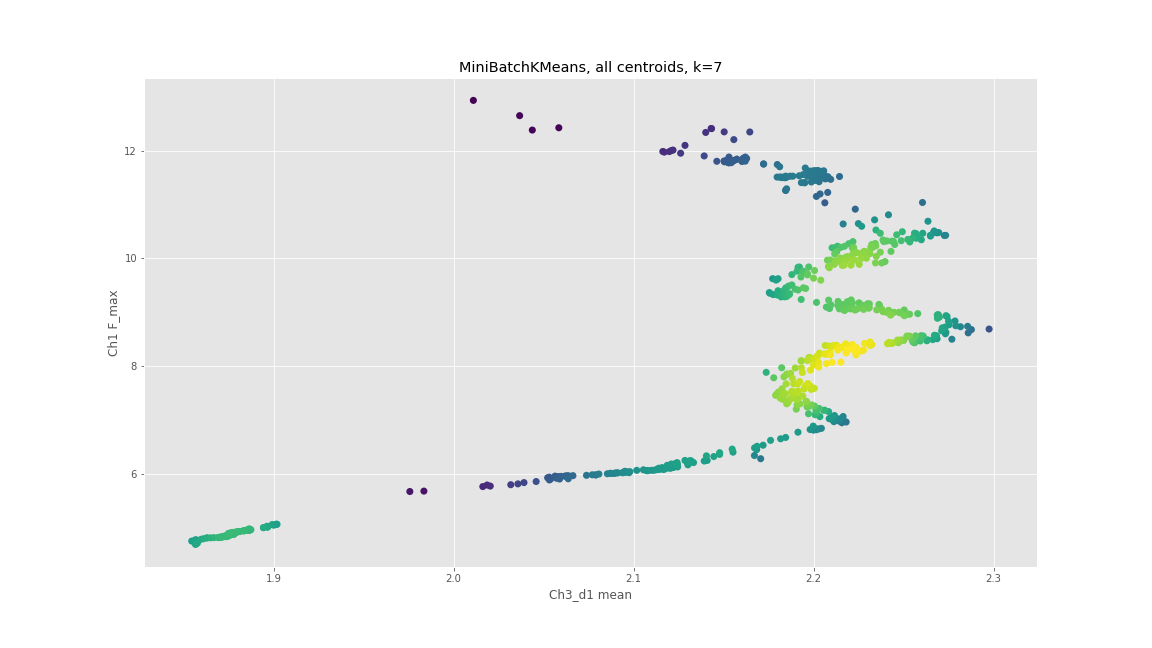 MiniBatchKMeans, all centroids, k=7
12
10
8
6
Ch1 F_max
1.9 2.0 2.1 2.2 2.3
Ch3_d1 mean